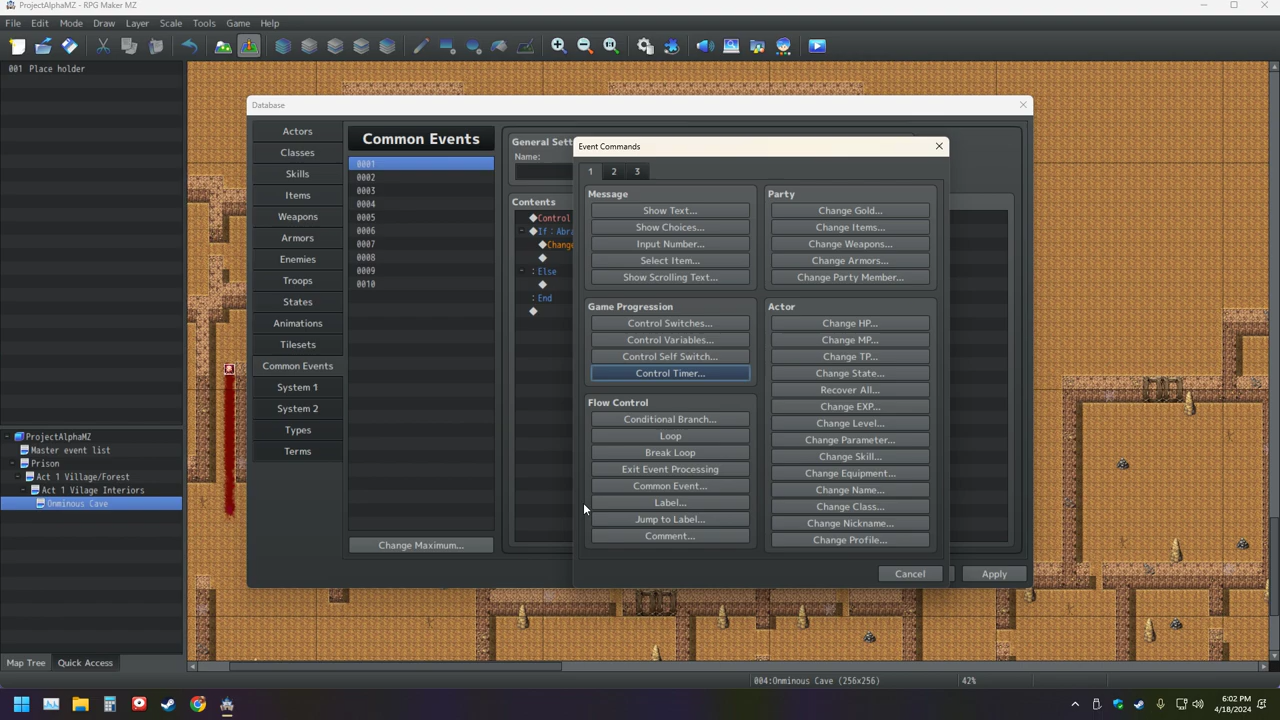 ProjectAlphaMZ - RPG Maker MZ
File Edit Mode Draw Layer Scale Tools Game Help
001 Place holder
Database
Actors
Classes
Skills
Items
Weapons
Armors
Enemies
Troops
States
Animations
Tilesets
Common Events
System 1
System 2
Types
Terms
Common Events
0001
0002
0003
0004
0005
0006
0007
0008
0009
0010
Change Maximum...
General Sett
Name:
Contents
◆Control
◆If：Abra
◆Chang
◆
：Else
◆
：End
◆
Event Commands
1 2 3
Message
Show Text...
Show Choices...
Input Number...
Select Item...
Show Scrolling Text...
Game Progression
Control Switches...
Control Variables...
Control Self Switch...
Control Timer...
Flow Control
Conditional Branch...
Loop
Break Loop
Exit Event Processing
Common Event...
Label...
Jump to Label...
Comment...
Party
Change Gold...
Change Items...
Change Weapons...
Change Armors...
Change Party Member...
Actor
Change HP...
Change MP...
Change TP...
Change State...
Recover All...
Change EXP...
Change Level...
Change Parameter...
Change Skill...
Change Equipment...
Change Name...
Change Class...
Change Nickname...
Change Profile...
Cancel
Apply
ProjectAlphaMZ
Master event list
Prison
Act 1 Village/Forest
Act 1 Vilage Interiors
Onminous Cave
Map Tree Quick Access
004:Onminous Cave (256x256) 42%
6:02 PM
4/18/2024